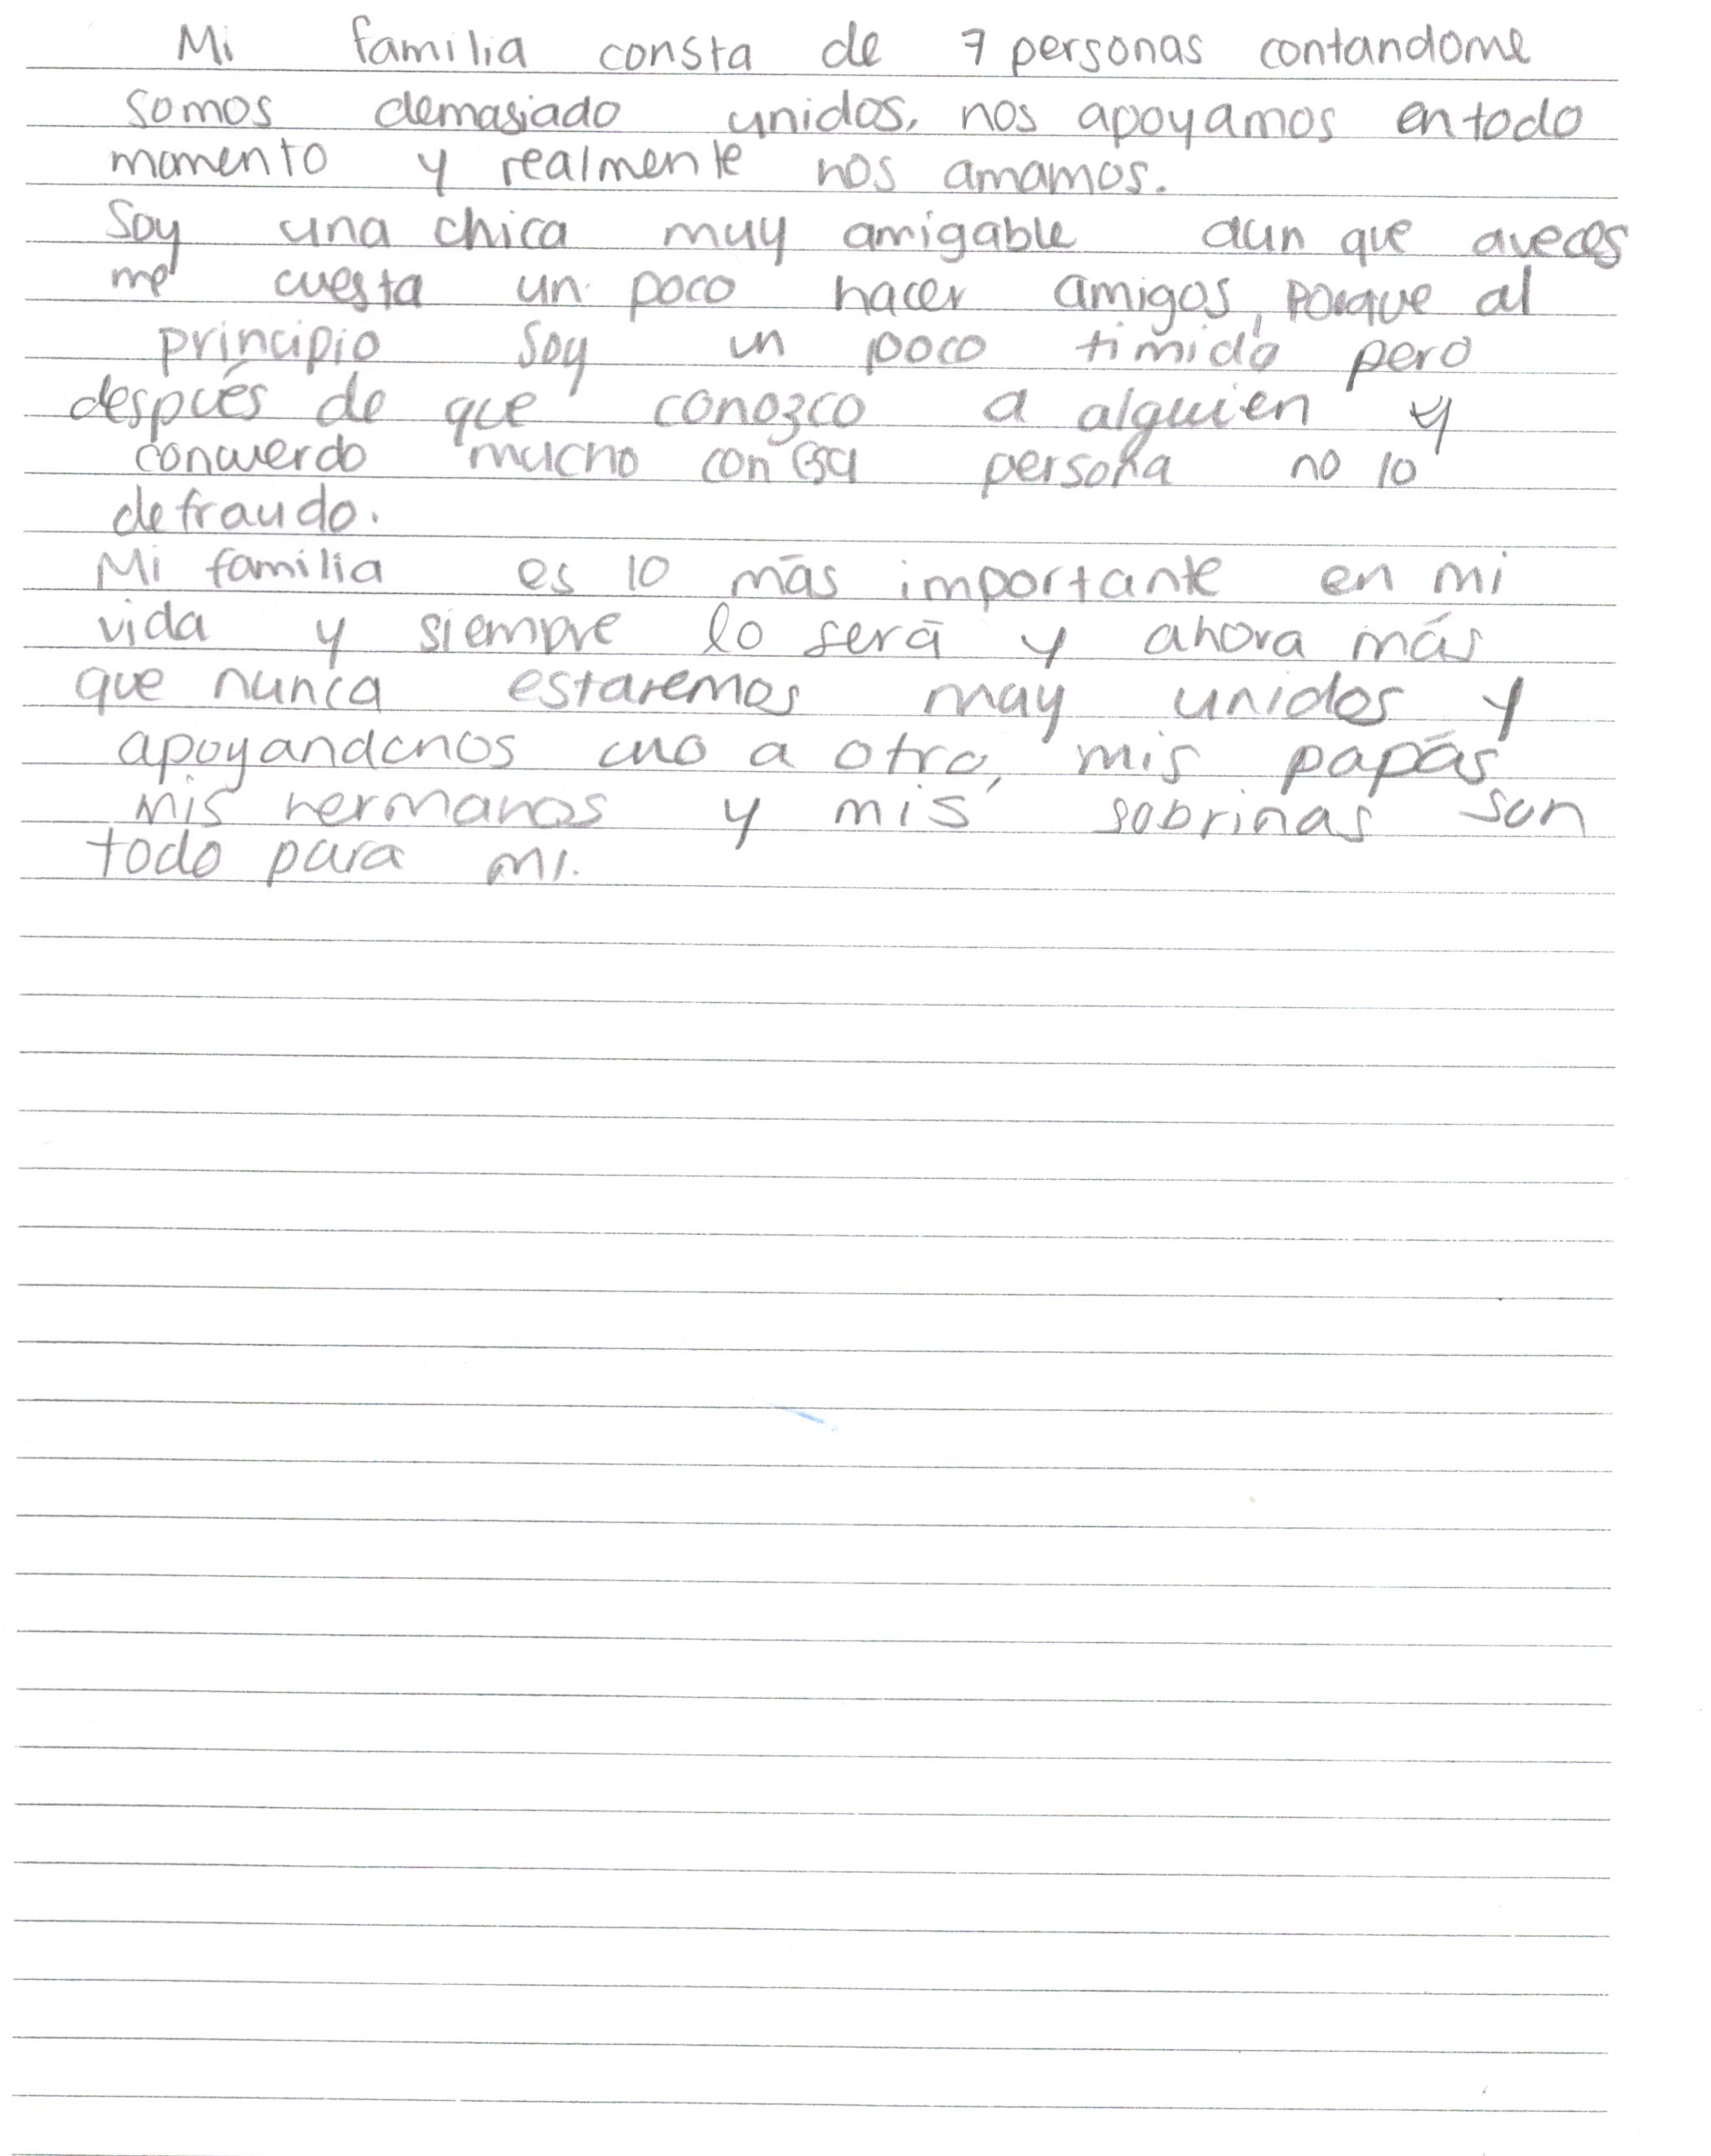 Mi familia consta de 7 personas contandome
somos demasiado unidos, nos apoyamos en todo
momento y realmente nos amamos.
Soy una chica muy amigable aun que aveces
me cuesta un poco hacer amigos, porque al
principio soy un poco timida pero
después de que conozco a alguien y
concuerdo mucho con esa persona no lo
defraudo.
Mi familia es lo más importante en mi
vida y siempre lo será y ahora más
que nunca estaremos muy unidos y
apoyandonos uno a otro, mis papás
mis hermanos y mis sobrinas son
todo para mi.